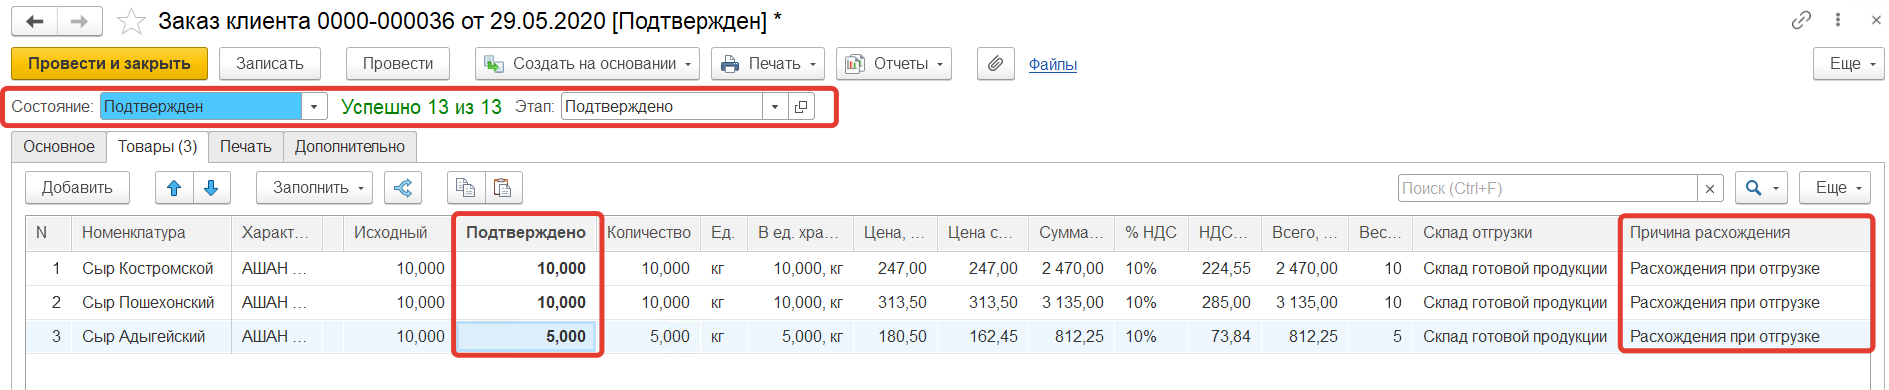 Заказ клиента 0000-000036 от 29.05.2020 [Подтвержден] *
Провести и закрыть Записать Провести Создать на основании Печать Отчеты Файлы Еще
Состояние: Подтвержден Успешно 13 из 13 Этап: Подтверждено
Основное Товары (3) Печать Дополнительно
Добавить Заполнить Поиск (Ctrl+F) × Еще
N Номенклатура Характ... Исходный Подтверждено Количество Ед. В ед. хра... Цена, ... Цена с... Сумма... % НДС НДС... Всего, ... Вес... Склад отгрузки Причина расхождения
1 Сыр Костромской АШАН ... 10,000 10,000 10,000 кг 10,000, кг 247,00 247,00 2 470,00 10% 224,55 2 470,00 10 Склад готовой продукции Расхождения при отгрузке
2 Сыр Пошехонский АШАН ... 10,000 10,000 10,000 кг 10,000, кг 313,50 313,50 3 135,00 10% 285,00 3 135,00 10 Склад готовой продукции Расхождения при отгрузке
3 Сыр Адыгейский АШАН ... 10,000 5,000 5,000 кг 5,000, кг 180,50 162,45 812,25 10% 73,84 812,25 5 Склад готовой продукции Расхождения при отгрузке